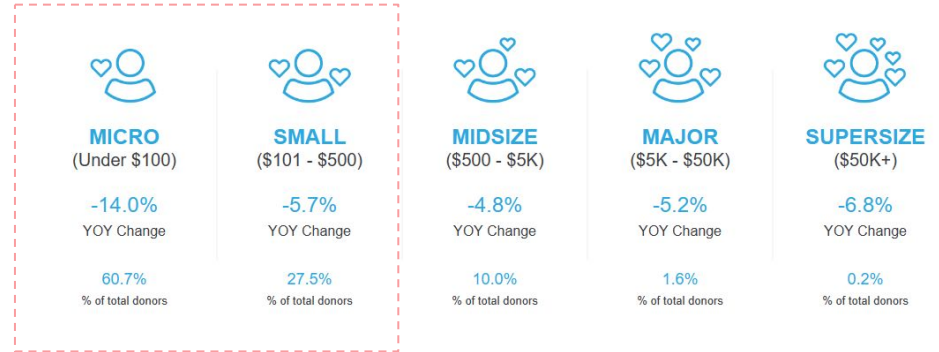 MICRO
(Under $100)
-14.0%
YOY Change
60.7%
% of total donors
SMALL
($101 - $500)
-5.7%
YOY Change
27.5%
% of total donors
MIDSIZE
($500 - $5K)
-4.8%
YOY Change
10.0%
% of total donors
MAJOR
($5K - $50K)
-5.2%
YOY Change
1.6%
% of total donors
SUPERSIZE
($50K+)
-6.8%
YOY Change
0.2%
% of total donors